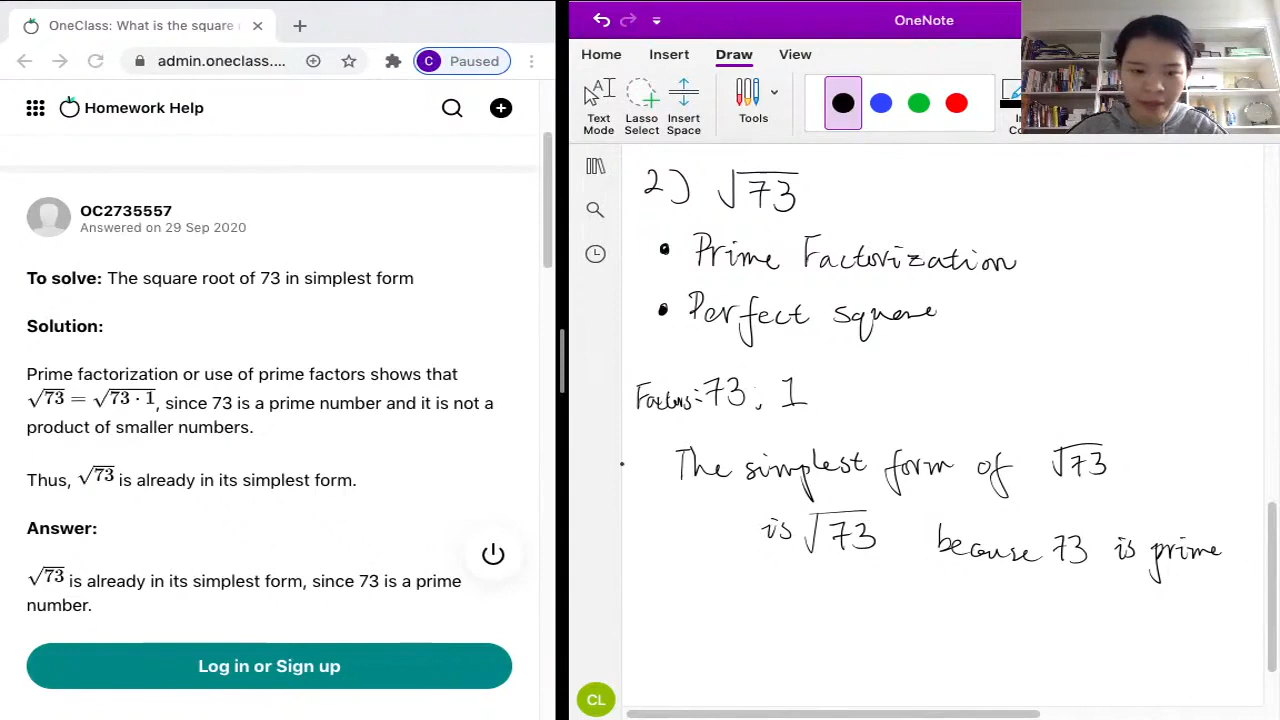 OneClass: What is the square
admin.oneclass....
C
Paused
Homework Help
OC2735557
Answered on 29 Sep 2020
To solve: The square root of 73 in simplest form
Solution:
Prime factorization or use of prime factors shows that
√73 = √73 · 1, since 73 is a prime number and it is not a
product of smaller numbers.
Thus, √73 is already in its simplest form.
Answer:
√73 is already in its simplest form, since 73 is a prime
number.
Log in or Sign up
OneNote
Home Insert Draw View
Text Mode
Lasso Select
Insert Space
Tools
2) √73
• Prime Factorization
• Perfect square
Factors: 73, 1
The simplest form of √73
is √73 because 73 is prime
CL